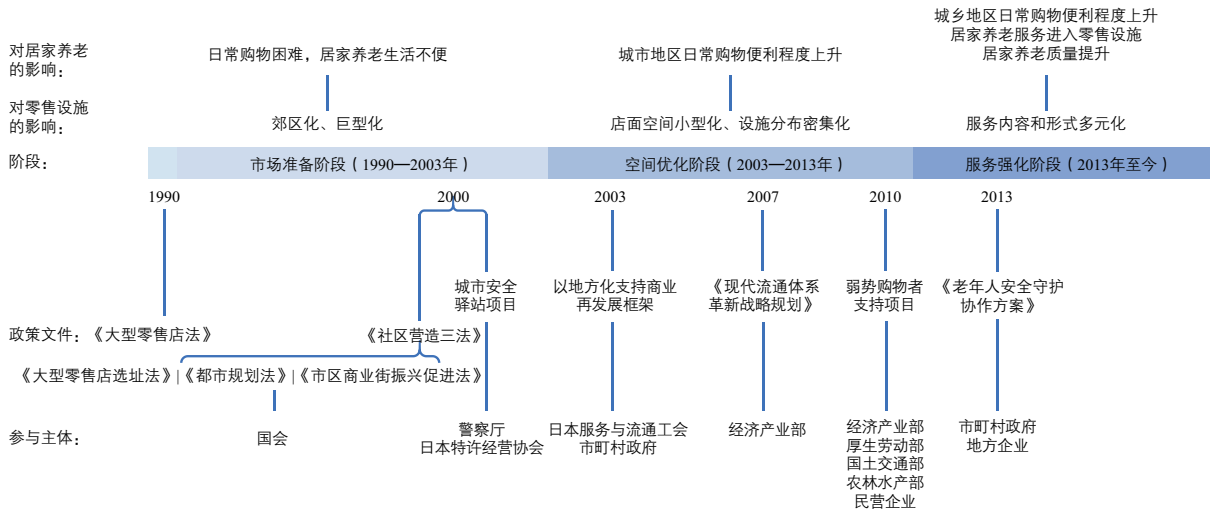 对居家养老
的影响：
日常购物困难，居家养老生活不便
城市地区日常购物便利程度上升
城乡地区日常购物便利程度上升
居家养老服务进入零售设施
居家养老质量提升
对零售设施
的影响：
郊区化、巨型化
店面空间小型化、设施分布密集化
服务内容和形式多元化
阶段：
市场准备阶段（1990—2003年）
空间优化阶段（2003—2013年）
服务强化阶段（2013年至今）
1990
2000
2003
2007
2010
2013
城市安全
驿站项目
以地方化支持商业
再发展框架
《现代流通体系
革新战略规划》
弱势购物者
支持项目
《老年人安全守护
协作方案》
政策文件：《大型零售店法》
《社区营造三法》
《大型零售店选址法》|《都市规划法》|《市区商业街振兴促进法》
参与主体：
国会
警察厅
日本特许经营协会
日本服务与流通工会
市町村政府
经济产业部
经济产业部
厚生劳动部
国土交通部
农林水产部
民营企业
市町村政府
地方企业